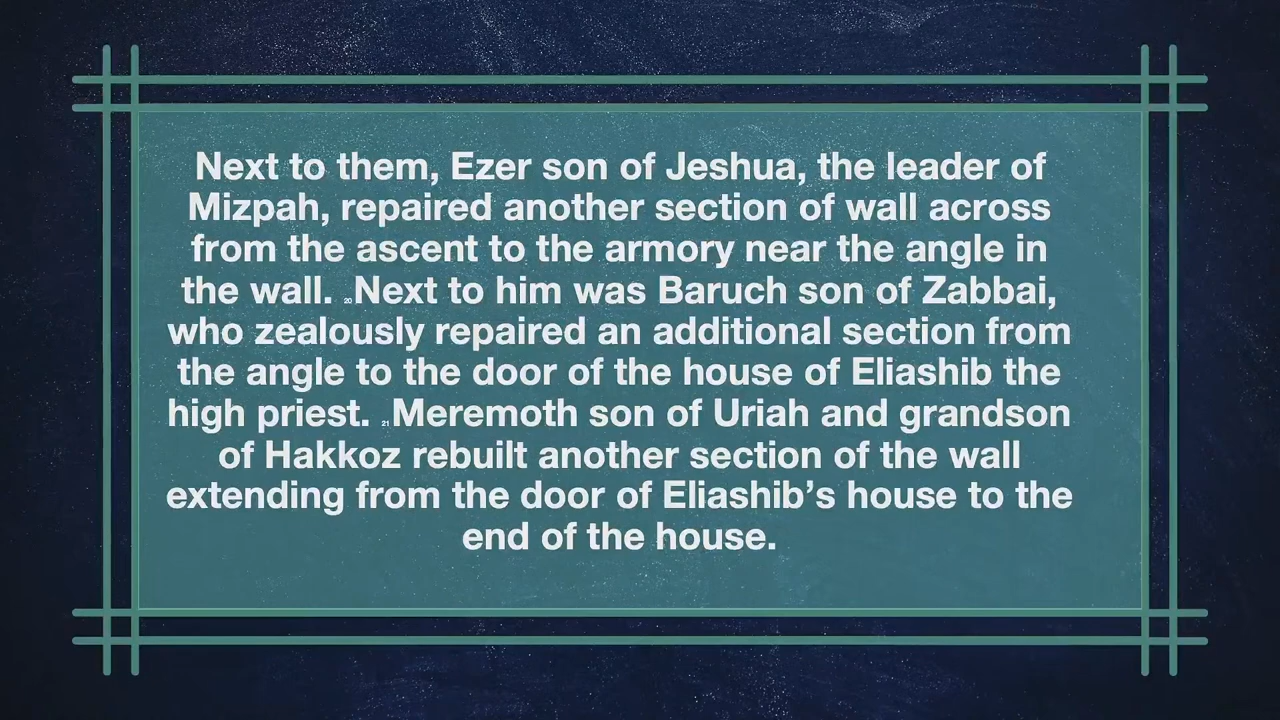 Next to them, Ezer son of Jeshua, the leader of
Mizpah, repaired another section of wall across
from the ascent to the armory near the angle in
the wall. 20 Next to him was Baruch son of Zabbai,
who zealously repaired an additional section from
the angle to the door of the house of Eliashib the
high priest. 21 Meremoth son of Uriah and grandson
of Hakkoz rebuilt another section of the wall
extending from the door of Eliashib’s house to the
end of the house.